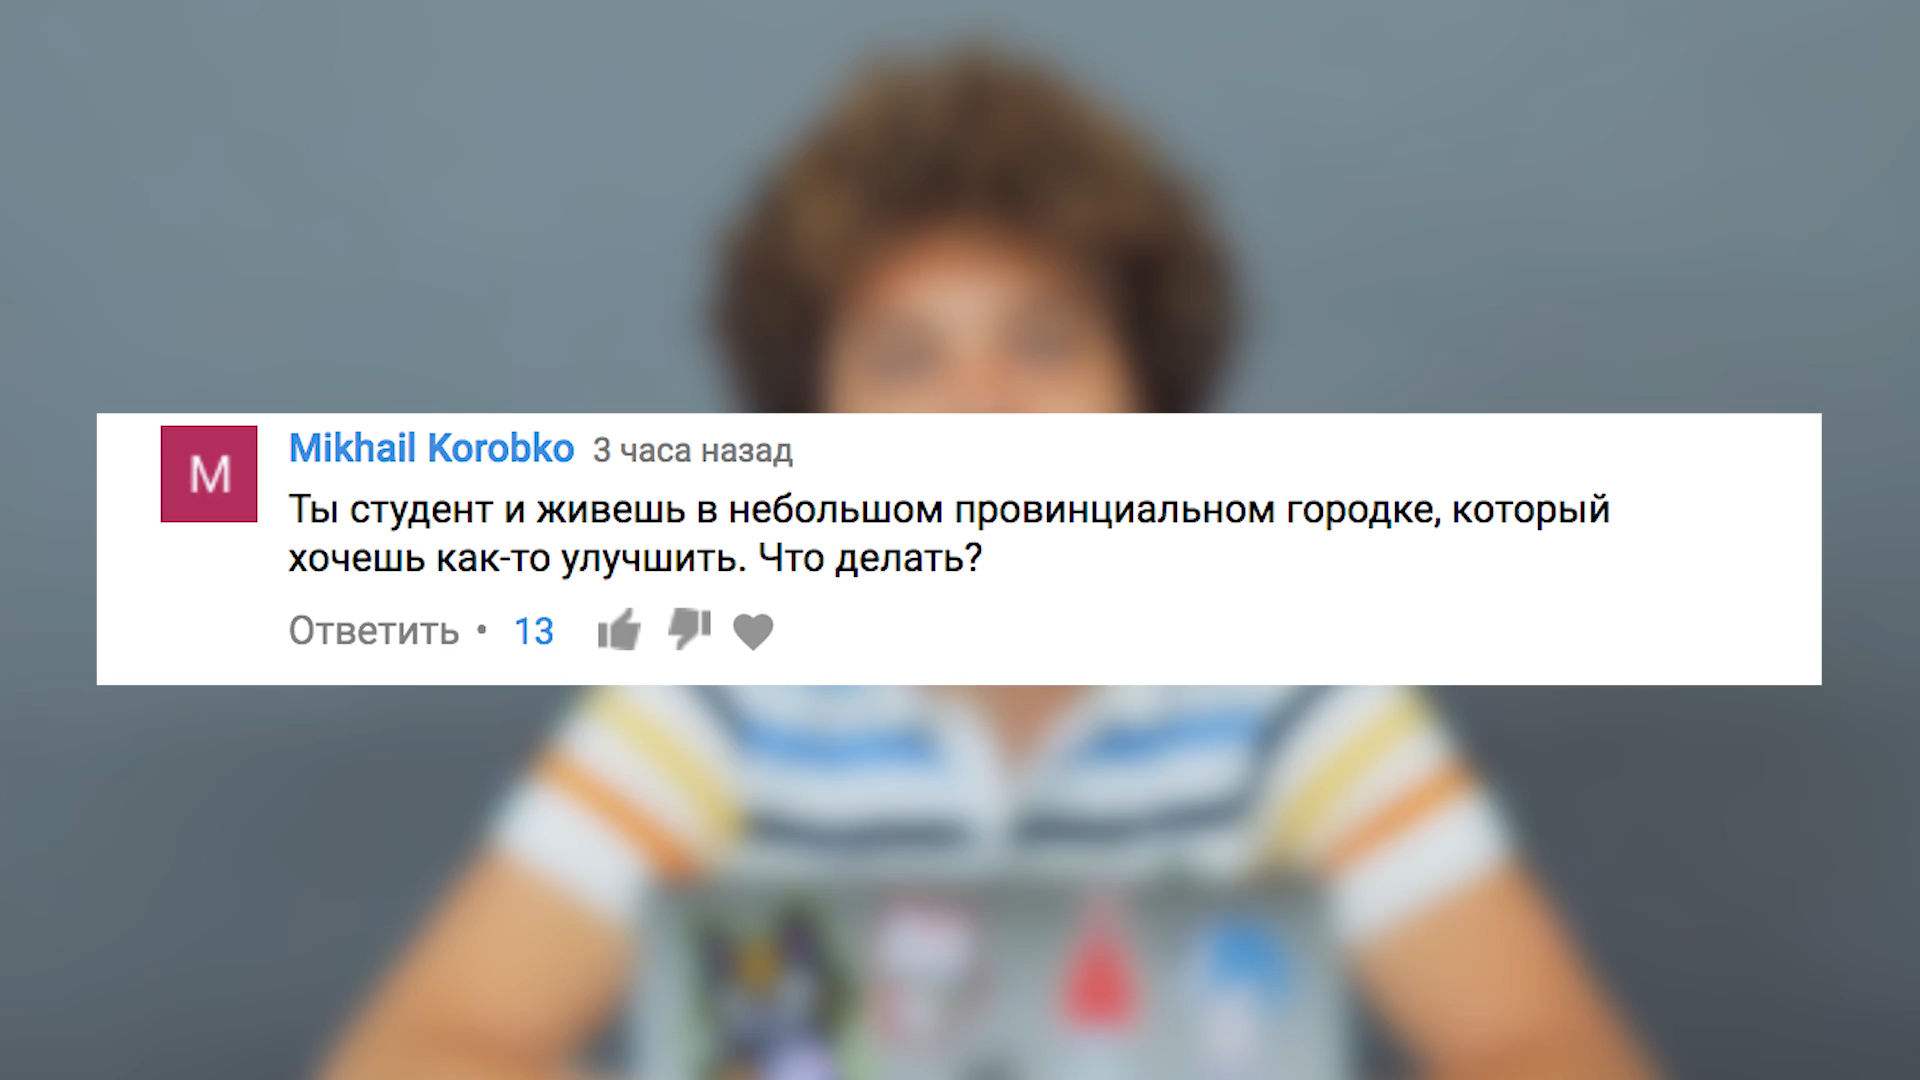 M
Mikhail Korobko 3 часа назад
Ты студент и живешь в небольшом провинциальном городке, который
хочешь как-то улучшить. Что делать?
Ответить • 13